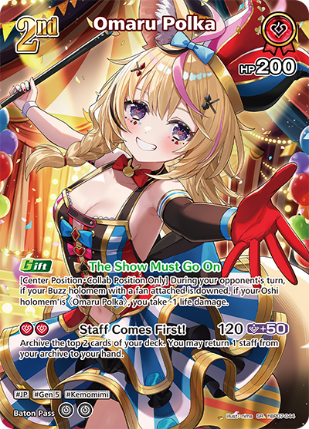 2nd
Omaru Polka
HP200
Gift
The Show Must Go On
[Center Position･Collab Position Only] During your opponent's turn,
if your Buzz holomem with a fan attached is downed, if your Oshi
holomem is 〈Omaru Polka〉, you take -1 life damage.
Staff Comes First!
120
+50
Archive the top 2 cards of your deck. You may return 1 staff
from your archive to your hand.
#JP
#Gen 5
#Kemomimi
Baton Pass